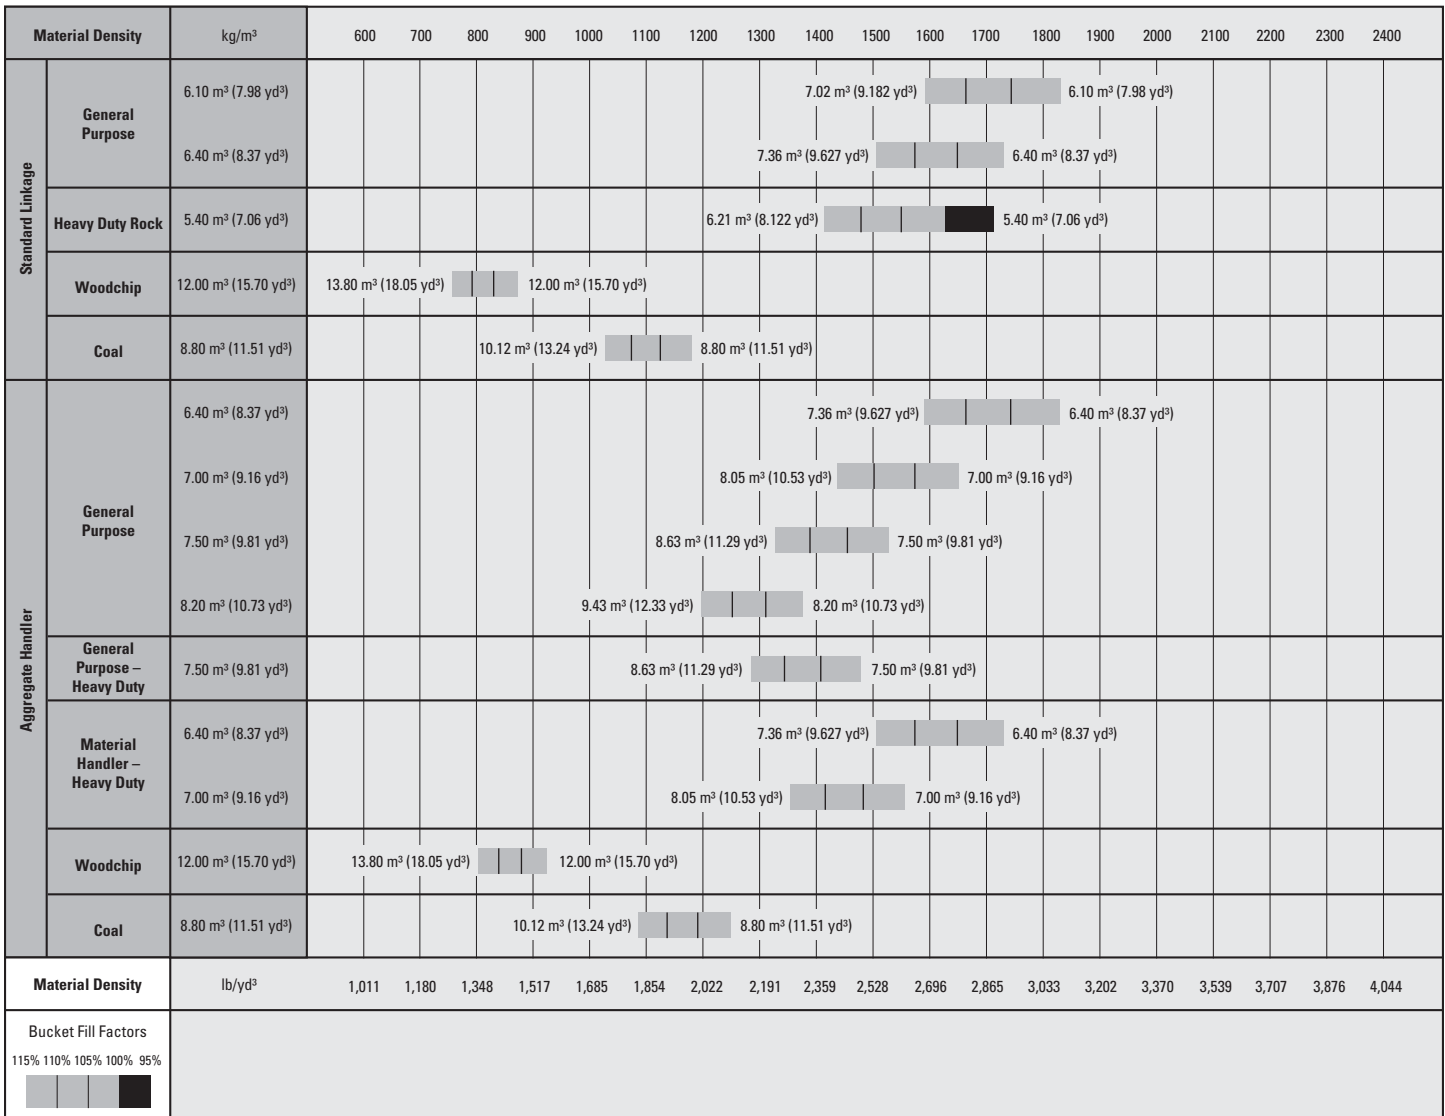 Material Density kg/m³ 600 700 800 900 1000 1100 1200 1300 1400 1500 1600 1700 1800 1900 2000 2100 2200 2300 2400
Standard Linkage
General
Purpose
6.10 m³ (7.98 yd³) 7.02 m³ (9.182 yd³) 6.10 m³ (7.98 yd³)
6.40 m³ (8.37 yd³) 7.36 m³ (9.627 yd³) 6.40 m³ (8.37 yd³)
Heavy Duty Rock 5.40 m³ (7.06 yd³) 6.21 m³ (8.122 yd³) 5.40 m³ (7.06 yd³)
Woodchip 12.00 m³ (15.70 yd³) 13.80 m³ (18.05 yd³) 12.00 m³ (15.70 yd³)
Coal 8.80 m³ (11.51 yd³) 10.12 m³ (13.24 yd³) 8.80 m³ (11.51 yd³)
Aggregate Handler
General
Purpose
6.40 m³ (8.37 yd³) 7.36 m³ (9.627 yd³) 6.40 m³ (8.37 yd³)
7.00 m³ (9.16 yd³) 8.05 m³ (10.53 yd³) 7.00 m³ (9.16 yd³)
7.50 m³ (9.81 yd³) 8.63 m³ (11.29 yd³) 7.50 m³ (9.81 yd³)
8.20 m³ (10.73 yd³) 9.43 m³ (12.33 yd³) 8.20 m³ (10.73 yd³)
General
Purpose –
Heavy Duty
7.50 m³ (9.81 yd³) 8.63 m³ (11.29 yd³) 7.50 m³ (9.81 yd³)
Material
Handler –
Heavy Duty
6.40 m³ (8.37 yd³) 7.36 m³ (9.627 yd³) 6.40 m³ (8.37 yd³)
7.00 m³ (9.16 yd³) 8.05 m³ (10.53 yd³) 7.00 m³ (9.16 yd³)
Woodchip 12.00 m³ (15.70 yd³) 13.80 m³ (18.05 yd³) 12.00 m³ (15.70 yd³)
Coal 8.80 m³ (11.51 yd³) 10.12 m³ (13.24 yd³) 8.80 m³ (11.51 yd³)
Material Density lb/yd³ 1,011 1,180 1,348 1,517 1,685 1,854 2,022 2,191 2,359 2,528 2,696 2,865 3,033 3,202 3,370 3,539 3,707 3,876 4,044
Bucket Fill Factors
115% 110% 105% 100% 95%